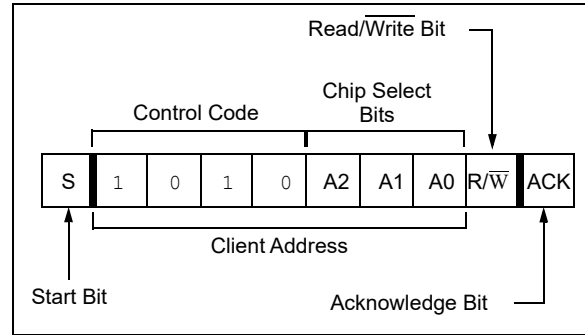 Read/Write Bit
Chip Select
Control Code Bits
S 1 0 1 0 A2 A1 A0 R/W ACK
Client Address
Start Bit Acknowledge Bit